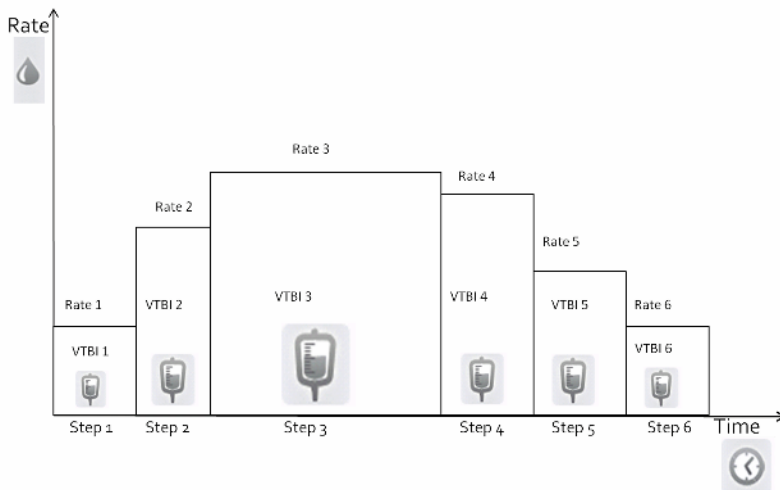 Rate
Rate 3
Rate 4
Rate 2
Rate 5
Rate 1
VTBI 2
VTBI 3
VTBI 4
VTBI 5
Rate 6
VTBI 1
VTBI 6
Step 1
Step 2
Step 3
Step 4
Step 5
Step 6
Time